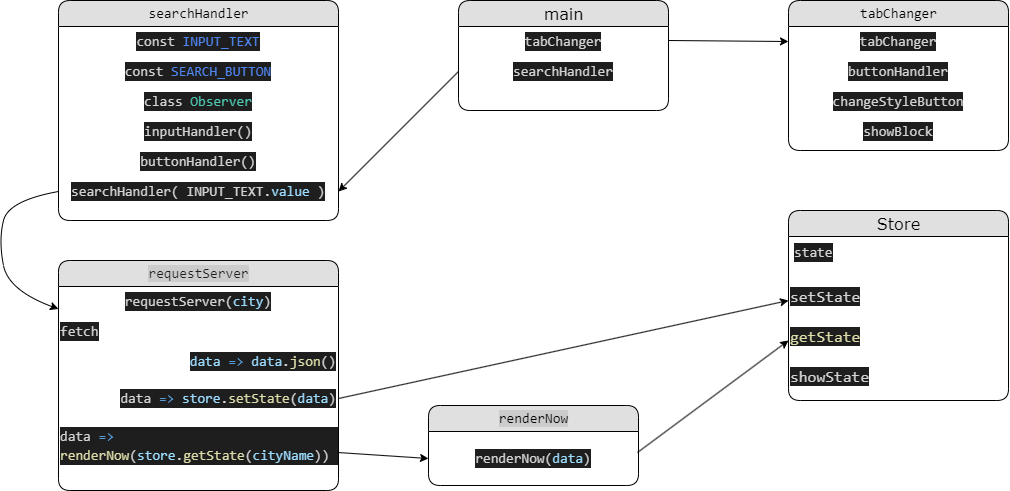 searchHandler
const INPUT_TEXT
const SEARCH_BUTTON
class Observer
inputHandler()
buttonHandler()
searchHandler( INPUT_TEXT.value )
main
tabChanger
searchHandler
tabChanger
tabChanger
buttonHandler
changeStyleButton
showBlock
requestServer
requestServer(city)
fetch
data => data.json()
data => store.setState(data)
data =>
renderNow(store.getState(cityName))
renderNow
renderNow(data)
Store
state
setState
getState
showState